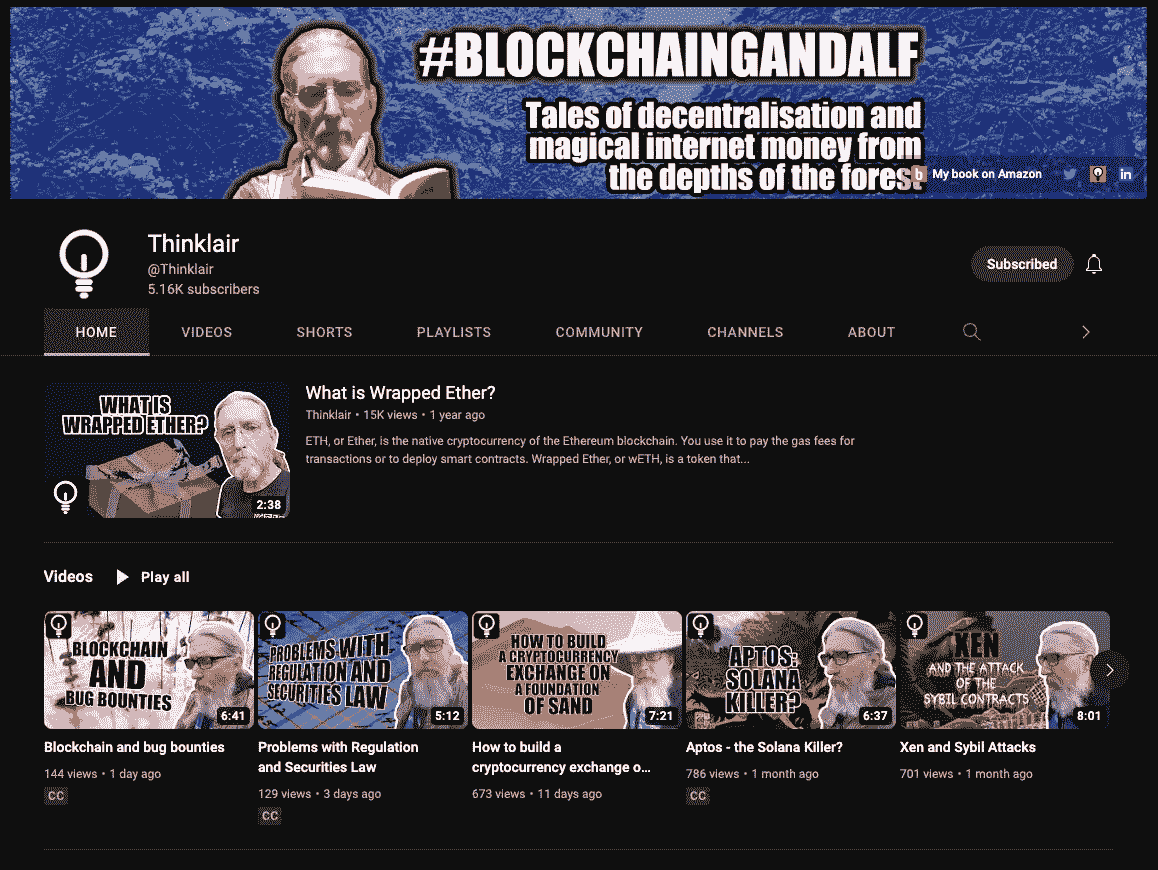 #BLOCKCHAINGANDALF
Tales of decentralisation and
magical internet money from
the depths of the forest
b My book on Amazon
in
Thinklair
@Thinklair
5.16K subscribers
Subscribed
HOME VIDEOS SHORTS PLAYLISTS COMMUNITY CHANNELS ABOUT
WHAT IS
WRAPPED ETHER?
2:38
What is Wrapped Ether?
Thinklair • 15K views • 1 year ago
ETH, or Ether, is the native cryptocurrency of the Ethereum blockchain. You use it to pay the gas fees for
transactions or to deploy smart contracts. Wrapped Ether, or wETH, is a token that...
Videos Play all
BLOCKCHAIN
AND
BUG BOUNTIES
6:41
Blockchain and bug bounties
144 views • 1 day ago
CC
PROBLEMS WITH
REGULATION AND
SECURITIES LAW
5:12
Problems with Regulation
and Securities Law
129 views • 3 days ago
CC
HOW TO BUILD
A CRYPTOCURRENCY
EXCHANGE ON
A FOUNDATION
OF SAND
7:21
How to build a
cryptocurrency exchange o...
673 views • 11 days ago
APTOS:
SOLANA
KILLER?
6:37
Aptos - the Solana Killer?
786 views • 1 month ago
CC
XEN
AND THE ATTACK
OF THE
SYBIL CONTRACTS
8:01
Xen and Sybil Attacks
701 views • 1 month ago